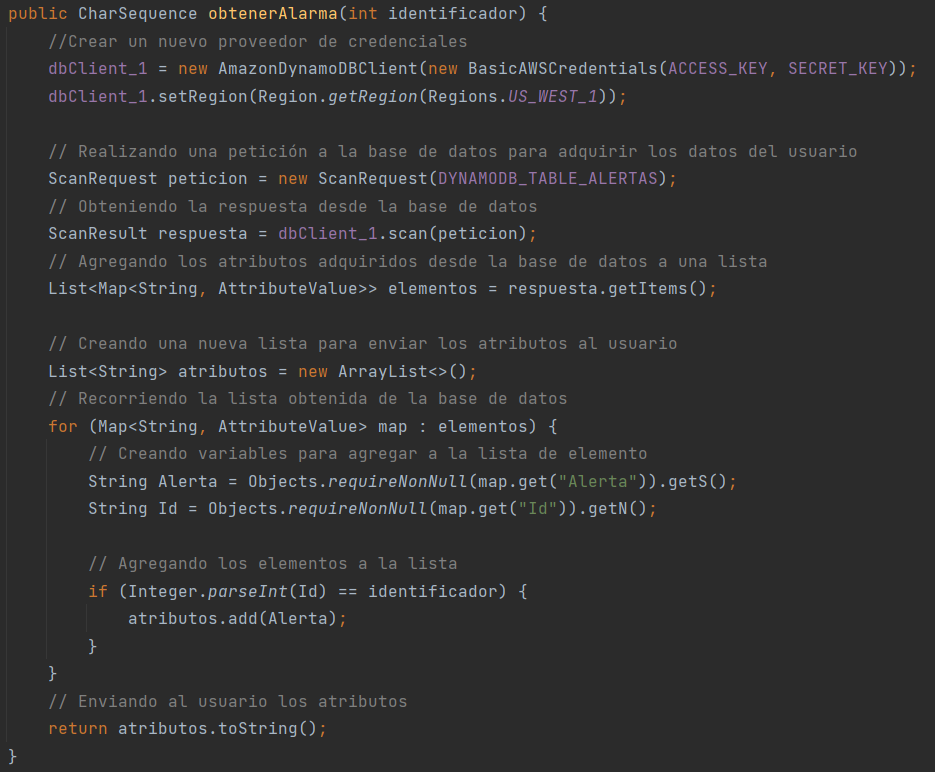 public CharSequence obtenerAlarma(int identificador) {
    //Crear un nuevo proveedor de credenciales
    dbClient_1 = new AmazonDynamoDBClient(new BasicAWSCredentials(ACCESS_KEY, SECRET_KEY));
    dbClient_1.setRegion(Region.getRegion(Regions.US_WEST_1));

    // Realizando una petición a la base de datos para adquirir los datos del usuario
    ScanRequest peticion = new ScanRequest(DYNAMODB_TABLE_ALERTAS);
    // Obteniendo la respuesta desde la base de datos
    ScanResult respuesta = dbClient_1.scan(peticion);
    // Agregando los atributos adquiridos desde la base de datos a una lista
    List<Map<String, AttributeValue>> elementos = respuesta.getItems();

    // Creando una nueva lista para enviar los atributos al usuario
    List<String> atributos = new ArrayList<>();
    // Recorriendo la lista obtenida de la base de datos
    for (Map<String, AttributeValue> map : elementos) {
        // Creando variables para agregar a la lista de elemento
        String Alerta = Objects.requireNonNull(map.get("Alerta")).getS();
        String Id = Objects.requireNonNull(map.get("Id")).getN();

        // Agregando los elementos a la lista
        if (Integer.parseInt(Id) == identificador) {
            atributos.add(Alerta);
        }
    }
    // Enviando al usuario los atributos
    return atributos.toString();
}